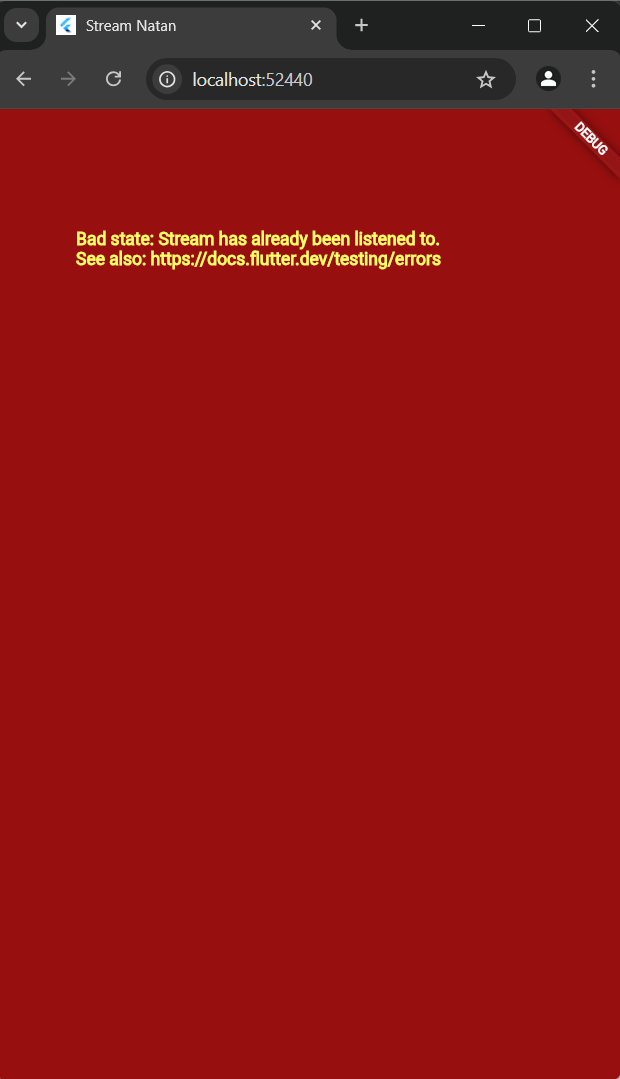 Stream Natan
localhost:52440
DEBUG
Bad state: Stream has already been listened to.
See also: https://docs.flutter.dev/testing/errors